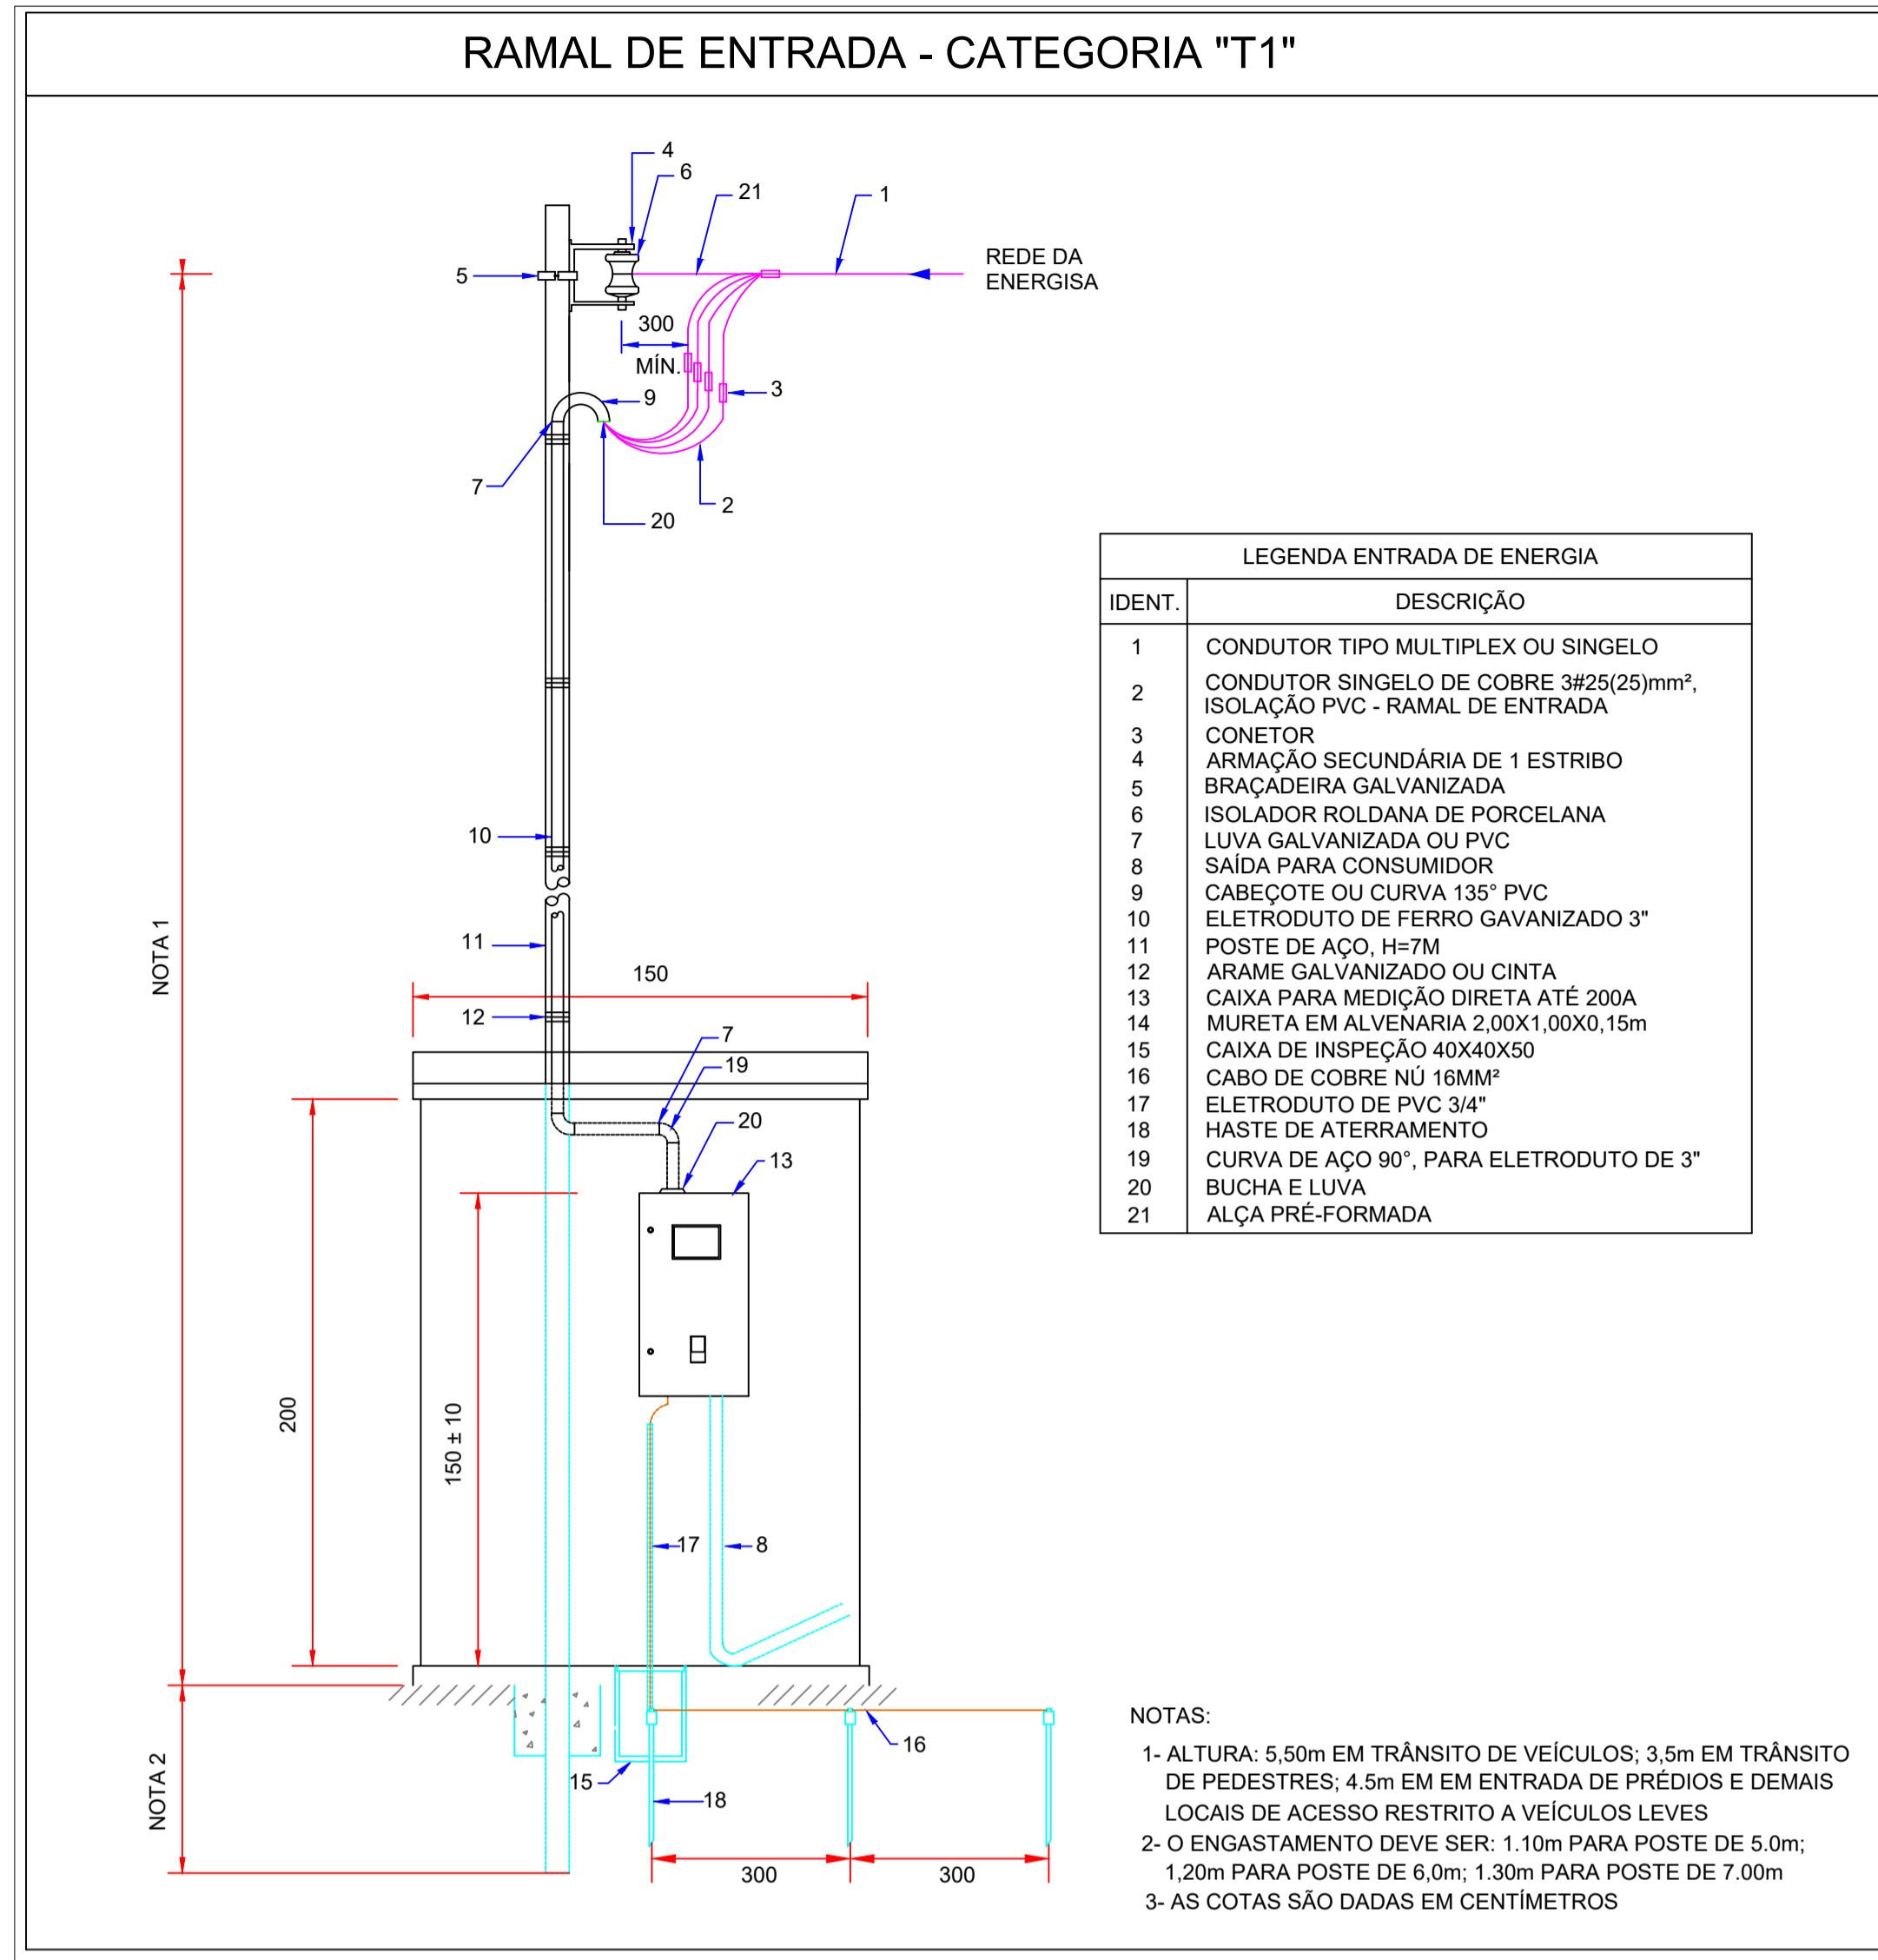 RAMAL DE ENTRADA - CATEGORIA "T1"
4
6
21
1
REDE DA
ENERGISA
5
300
MÍN.
9
3
7
2
20
10
11
NOTA 1
150
12
7
19
20
13
200
150 ± 10
17
8
16
15
18
NOTA 2
300
300
LEGENDA ENTRADA DE ENERGIA
IDENT. DESCRIÇÃO
1 CONDUTOR TIPO MULTIPLEX OU SINGELO
2 CONDUTOR SINGELO DE COBRE 3#25(25)mm²,
ISOLAÇÃO PVC - RAMAL DE ENTRADA
3 CONETOR
4 ARMAÇÃO SECUNDÁRIA DE 1 ESTRIBO
5 BRAÇADEIRA GALVANIZADA
6 ISOLADOR ROLDANA DE PORCELANA
7 LUVA GALVANIZADA OU PVC
8 SAÍDA PARA CONSUMIDOR
9 CABEÇOTE OU CURVA 135° PVC
10 ELETRODUTO DE FERRO GAVANIZADO 3"
11 POSTE DE AÇO, H=7M
12 ARAME GALVANIZADO OU CINTA
13 CAIXA PARA MEDIÇÃO DIRETA ATÉ 200A
14 MURETA EM ALVENARIA 2,00X1,00X0,15m
15 CAIXA DE INSPEÇÃO 40X40X50
16 CABO DE COBRE NÚ 16MM²
17 ELETRODUTO DE PVC 3/4"
18 HASTE DE ATERRAMENTO
19 CURVA DE AÇO 90°, PARA ELETRODUTO DE 3"
20 BUCHA E LUVA
21 ALÇA PRÉ-FORMADA
NOTAS:
1- ALTURA: 5,50m EM TRÂNSITO DE VEÍCULOS; 3,5m EM TRÂNSITO
DE PEDESTRES; 4.5m EM EM ENTRADA DE PRÉDIOS E DEMAIS
LOCAIS DE ACESSO RESTRITO A VEÍCULOS LEVES
2- O ENGASTAMENTO DEVE SER: 1.10m PARA POSTE DE 5.0m;
1,20m PARA POSTE DE 6,0m; 1.30m PARA POSTE DE 7.00m
3- AS COTAS SÃO DADAS EM CENTÍMETROS